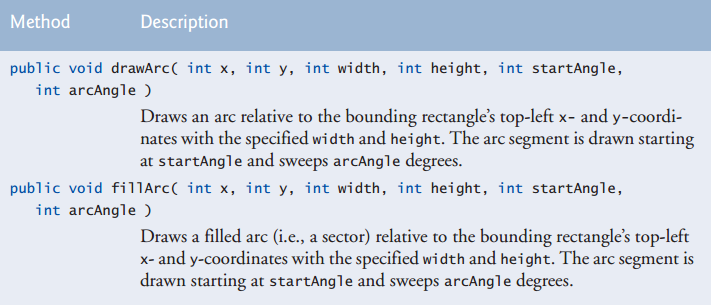 Method Description
public void drawArc( int x, int y, int width, int height, int startAngle,
int arcAngle )
Draws an arc relative to the bounding rectangle’s top-left x- and y-coordi-
nates with the specified width and height. The arc segment is drawn starting
at startAngle and sweeps arcAngle degrees.
public void fillArc( int x, int y, int width, int height, int startAngle,
int arcAngle )
Draws a filled arc (i.e., a sector) relative to the bounding rectangle’s top-left
x- and y-coordinates with the specified width and height. The arc segment is
drawn starting at startAngle and sweeps arcAngle degrees.